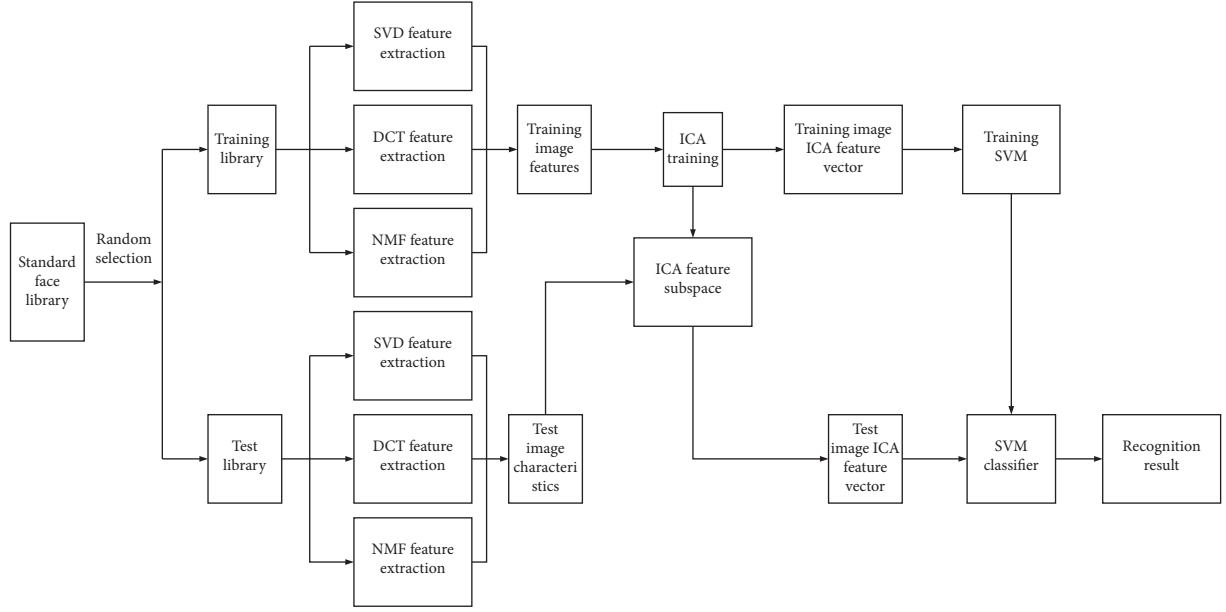 Standard
face
library
Random
selection
Training
library
SVD feature
extraction
DCT feature
extraction
NMF feature
extraction
Training
image
features
ICA
training
Training image
ICA feature
vector
Training
SVM
ICA feature
subspace
Test
library
SVD feature
extraction
DCT feature
extraction
NMF feature
extraction
Test
image
characteri
stics
Test
image ICA
feature
vector
SVM
classifier
Recognition
result